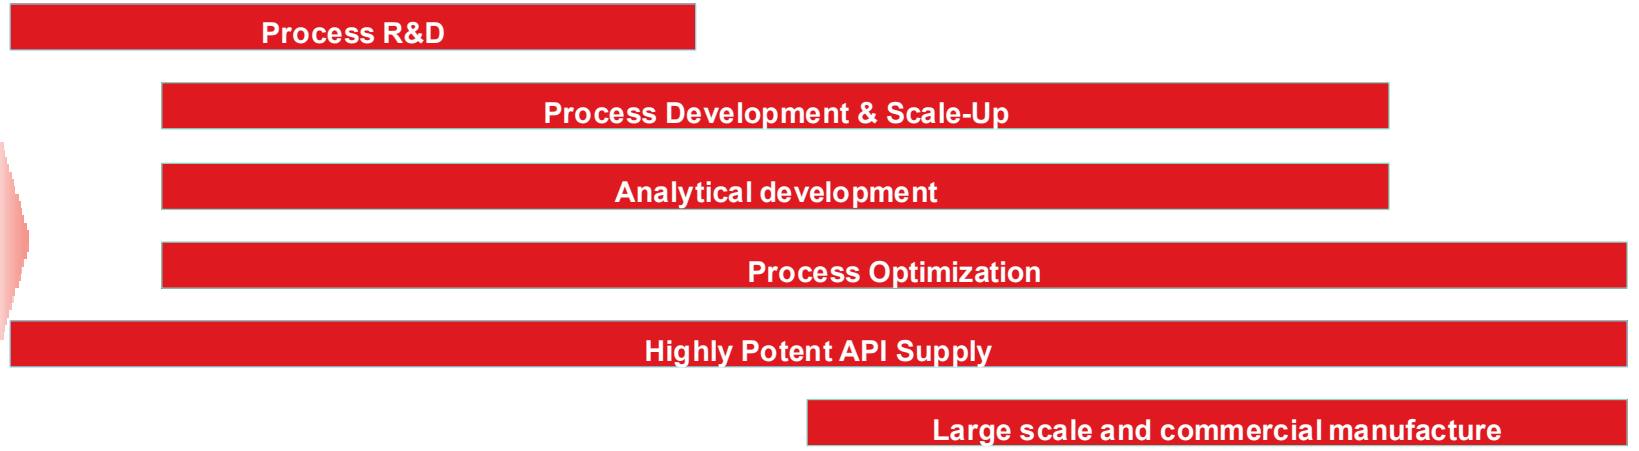 Process R&D
Process Development & Scale-Up
Analytical development
Process Optimization
Highly Potent API Supply
Large scale and commercial manufacture